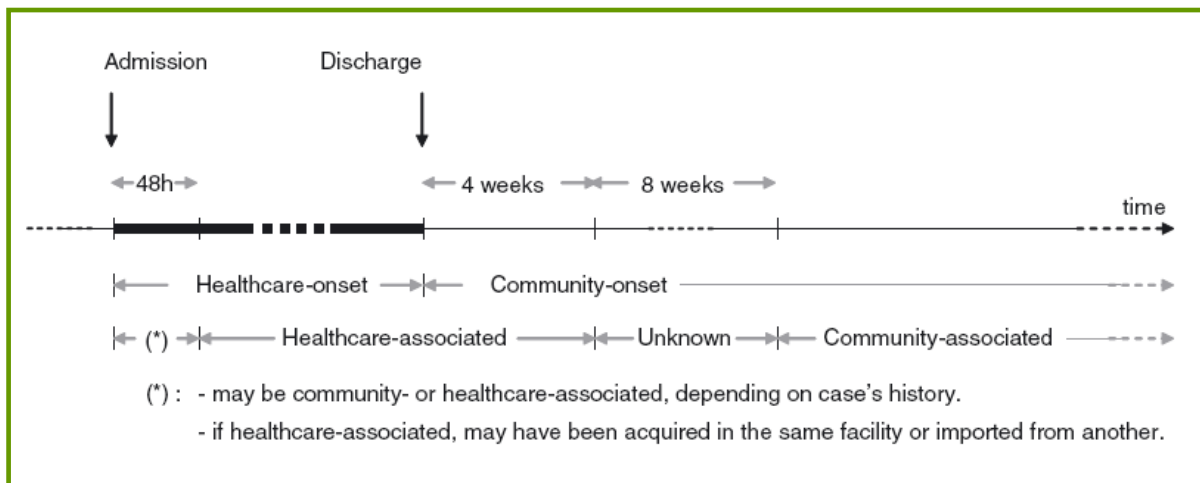 Admission Discharge
48h 4 weeks 8 weeks
time
Healthcare-onset Community-onset
(*) Healthcare-associated Unknown Community-associated
(*) : - may be community- or healthcare-associated, depending on case’s history.
- if healthcare-associated, may have been acquired in the same facility or imported from another.